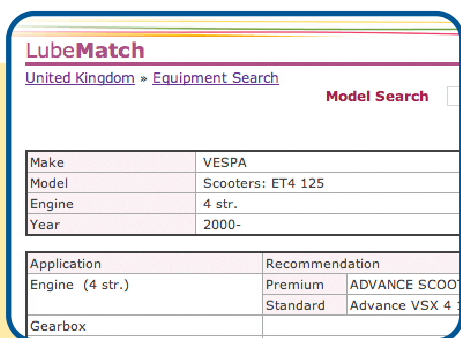 LubeMatch
United Kingdom » Equipment Search
Model Search
Make VESPA
Model Scooters: ET4 125
Engine 4 str.
Year 2000-
Application Recommendation
Engine (4 str.) Premium ADVANCE SCOO
Standard Advance VSX 4
Gearbox